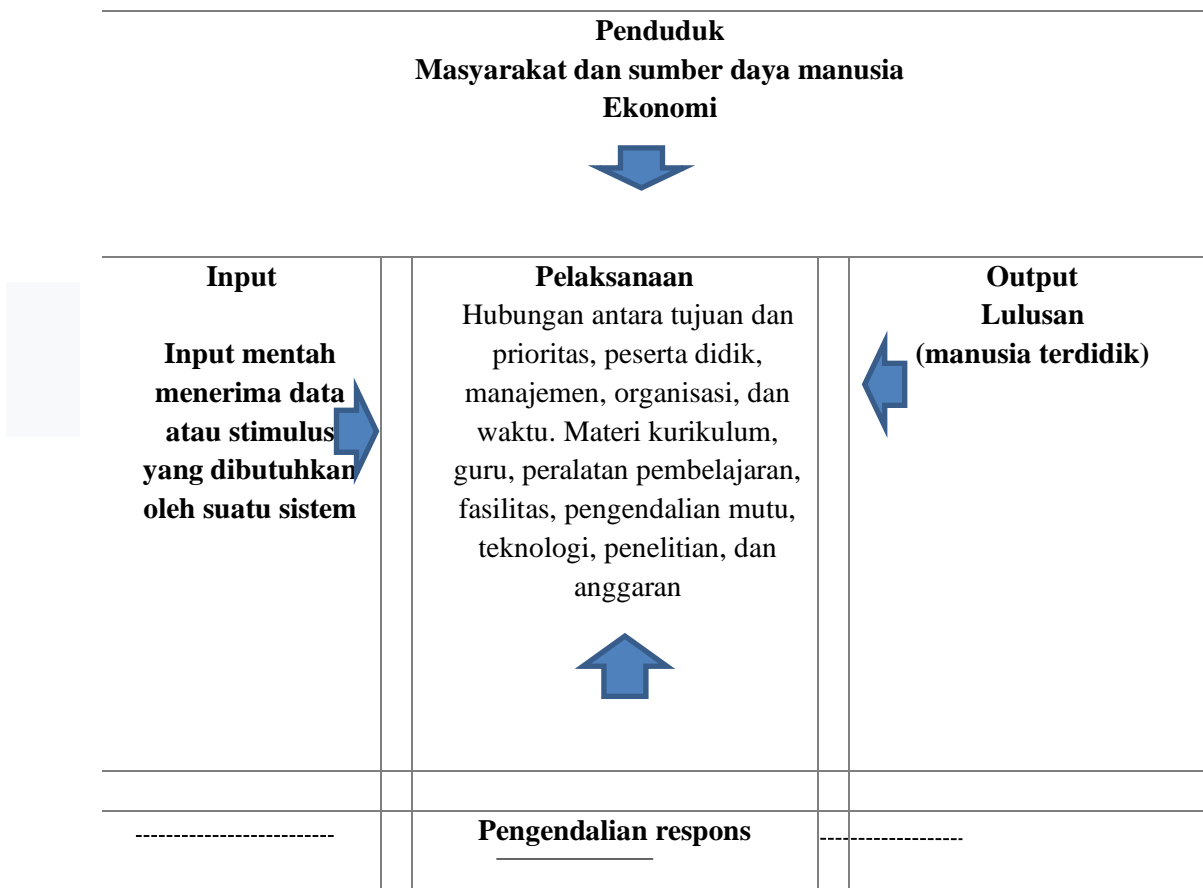 Penduduk
Masyarakat dan sumber daya manusia
Ekonomi
Input
Input mentah
menerima data
atau stimulus
yang dibutuhkan
oleh suatu sistem
Pelaksanaan
Hubungan antara tujuan dan
prioritas, peserta didik,
manajemen, organisasi, dan
waktu. Materi kurikulum,
guru, peralatan pembelajaran,
fasilitas, pengendalian mutu,
teknologi, penelitian, dan
anggaran
Output
Lulusan
(manusia terdidik)
Pengendalian respons